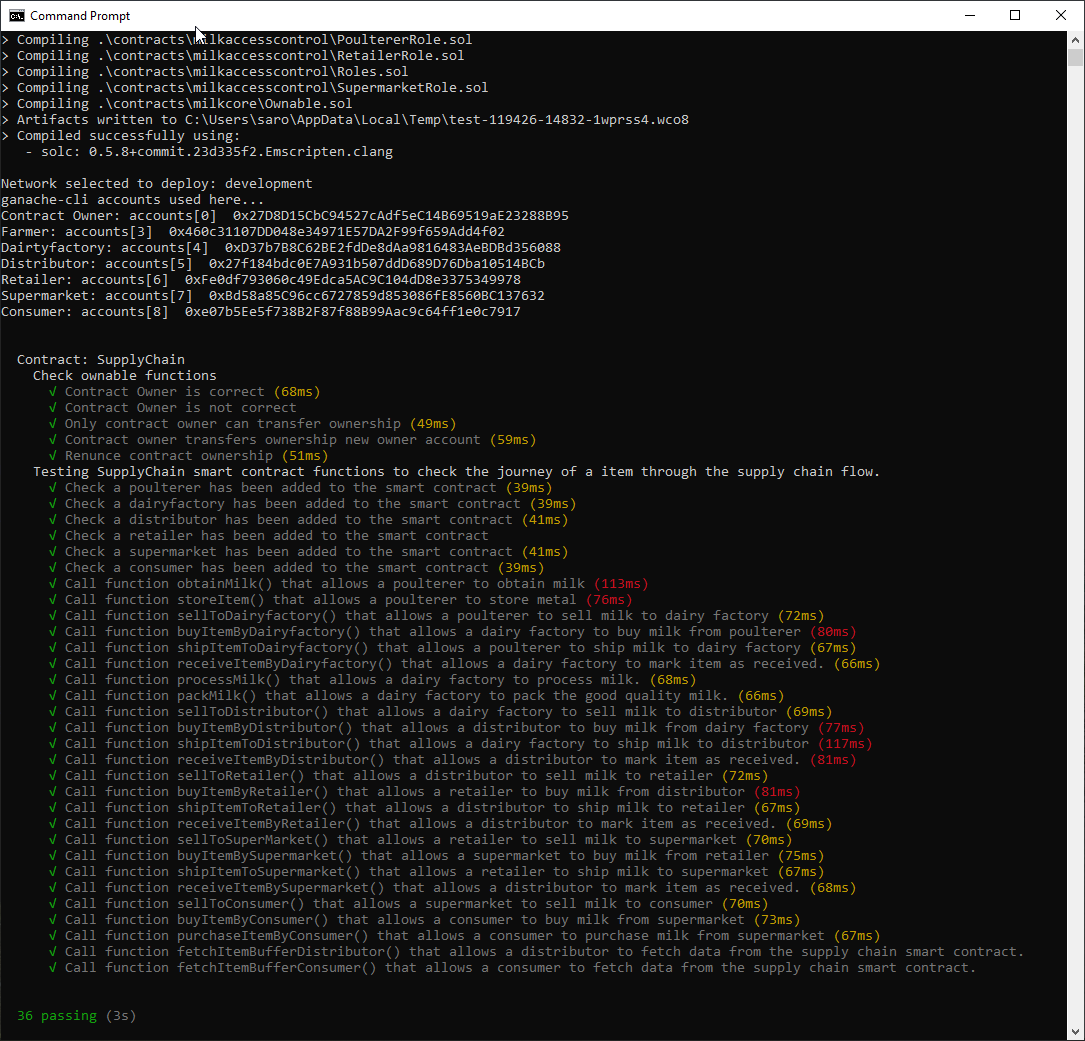 Command Prompt
> Compiling .\contracts\milkaccesscontrol\PoultererRole.sol
> Compiling .\contracts\milkaccesscontrol\RetailerRole.sol
> Compiling .\contracts\milkaccesscontrol\Roles.sol
> Compiling .\contracts\milkaccesscontrol\SupermarketRole.sol
> Compiling .\contracts\milkcore\Ownable.sol
> Artifacts written to C:\Users\saro\AppData\Local\Temp\test-119426-14832-1wprss4.wco8
> Compiled successfully using:
   - solc: 0.5.8+commit.23d335f2.Emscripten.clang
Network selected to deploy: development
ganache-cli accounts used here...
Contract Owner: accounts[0]  0x27D8D15CbC94527cAdf5eC14B69519aE23288B95
Farmer: accounts[3]  0x460c31107DD048e34971E57DA2F99f659Add4f02
Dairtyfactory: accounts[4]  0xD37b7B8C62BE2fdDe8dAa9816483AeBDBd356088
Distributor: accounts[5]  0x27f184bdc0E7A931b507ddD689D76Dba10514BCb
Retailer: accounts[6]  0xFe0df793060c49Edca5AC9C104dD8e3375349978
Supermarket: accounts[7]  0xBd58a85C96cc6727859d853086fE8560BC137632
Consumer: accounts[8]  0xe07b5Ee5f738B2F87f88B99Aac9c64ff1e0c7917
  Contract: SupplyChain
    Check ownable functions
      √ Contract Owner is correct (68ms)
      √ Contract Owner is not correct
      √ Only contract owner can transfer ownership (49ms)
      √ Contract owner transfers ownership new owner account (59ms)
      √ Renunce contract ownership (51ms)
    Testing SupplyChain smart contract functions to check the journey of a item through the supply chain flow.
      √ Check a poulterer has been added to the smart contract (39ms)
      √ Check a dairyfactory has been added to the smart contract (39ms)
      √ Check a distributor has been added to the smart contract (41ms)
      √ Check a retailer has been added to the smart contract
      √ Check a supermarket has been added to the smart contract (41ms)
      √ Check a consumer has been added to the smart contract (39ms)
      √ Call function obtainMilk() that allows a poulterer to obtain milk (113ms)
      √ Call function storeItem() that allows a poulterer to store metal (76ms)
      √ Call function sellToDairyfactory() that allows a poulterer to sell milk to dairy factory (72ms)
      √ Call function buyItemByDairyfactory() that allows a dairy factory to buy milk from poulterer (80ms)
      √ Call function shipItemToDairyfactory() that allows a poulterer to ship milk to dairy factory (67ms)
      √ Call function receiveItemByDairyfactory() that allows a dairy factory to mark item as received. (66ms)
      √ Call function processMilk() that allows a dairy factory to process milk. (68ms)
      √ Call function packMilk() that allows a dairy factory to pack the good quality milk. (66ms)
      √ Call function sellToDistributor() that allows a dairy factory to sell milk to distributor (69ms)
      √ Call function buyItemByDistributor() that allows a distributor to buy milk from dairy factory (77ms)
      √ Call function shipItemToDistributor() that allows a dairy factory to ship milk to distributor (117ms)
      √ Call function receiveItemByDistributor() that allows a distributor to mark item as received. (81ms)
      √ Call function sellToRetailer() that allows a distributor to sell milk to retailer (72ms)
      √ Call function buyItemByRetailer() that allows a retailer to buy milk from distributor (81ms)
      √ Call function shipItemToRetailer() that allows a distributor to ship milk to retailer (67ms)
      √ Call function receiveItemByRetailer() that allows a distributor to mark item as received. (69ms)
      √ Call function sellToSuperMarket() that allows a retailer to sell milk to supermarket (70ms)
      √ Call function buyItemBySupermarket() that allows a supermarket to buy milk from retailer (75ms)
      √ Call function shipItemToSupermarket() that allows a retailer to ship milk to supermarket (67ms)
      √ Call function receiveItemBySupermarket() that allows a distributor to mark item as received. (68ms)
      √ Call function sellToConsumer() that allows a supermarket to sell milk to consumer (70ms)
      √ Call function buyItemByConsumer() that allows a consumer to buy milk from supermarket (73ms)
      √ Call function purchaseItemByConsumer() that allows a consumer to purchase milk from supermarket (67ms)
      √ Call function fetchItemBufferDistributor() that allows a distributor to fetch data from the supply chain smart contract.
      √ Call function fetchItemBufferConsumer() that allows a consumer to fetch data from the supply chain smart contract.
  36 passing (3s)